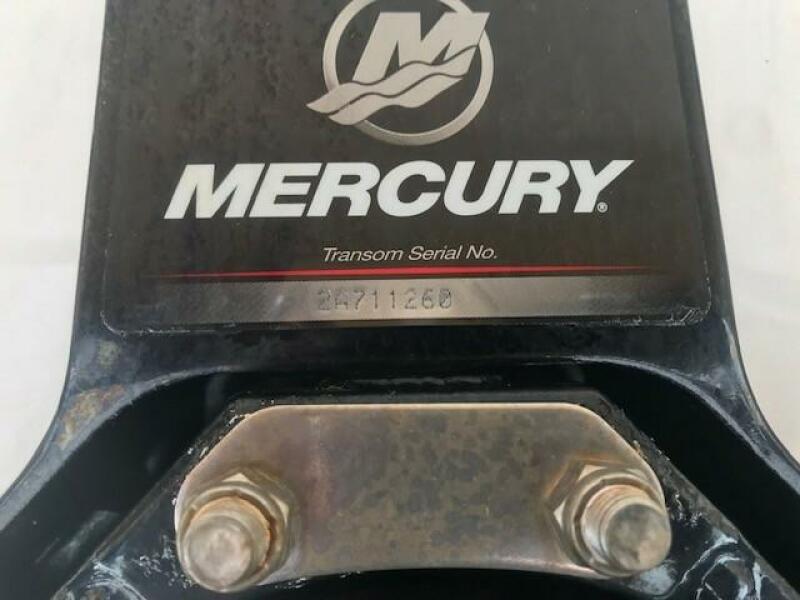 M
MERCURY®
Transom Serial No.
2A711260